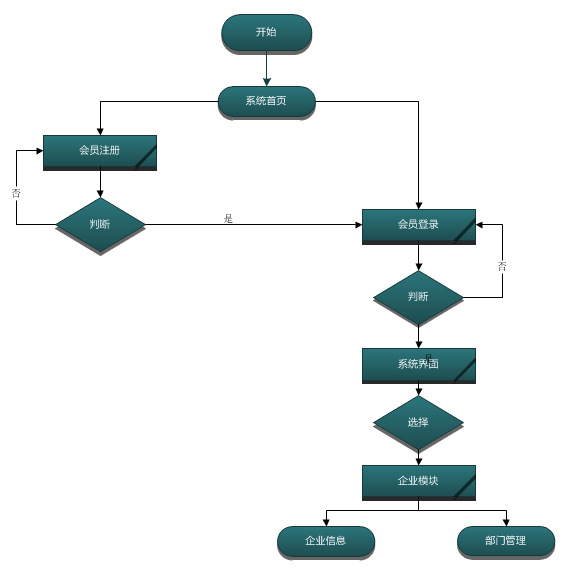 开始
系统首页
会员注册
否
判断
是
会员登录
否
判断
是
系统界面
选择
企业模块
企业信息
部门管理